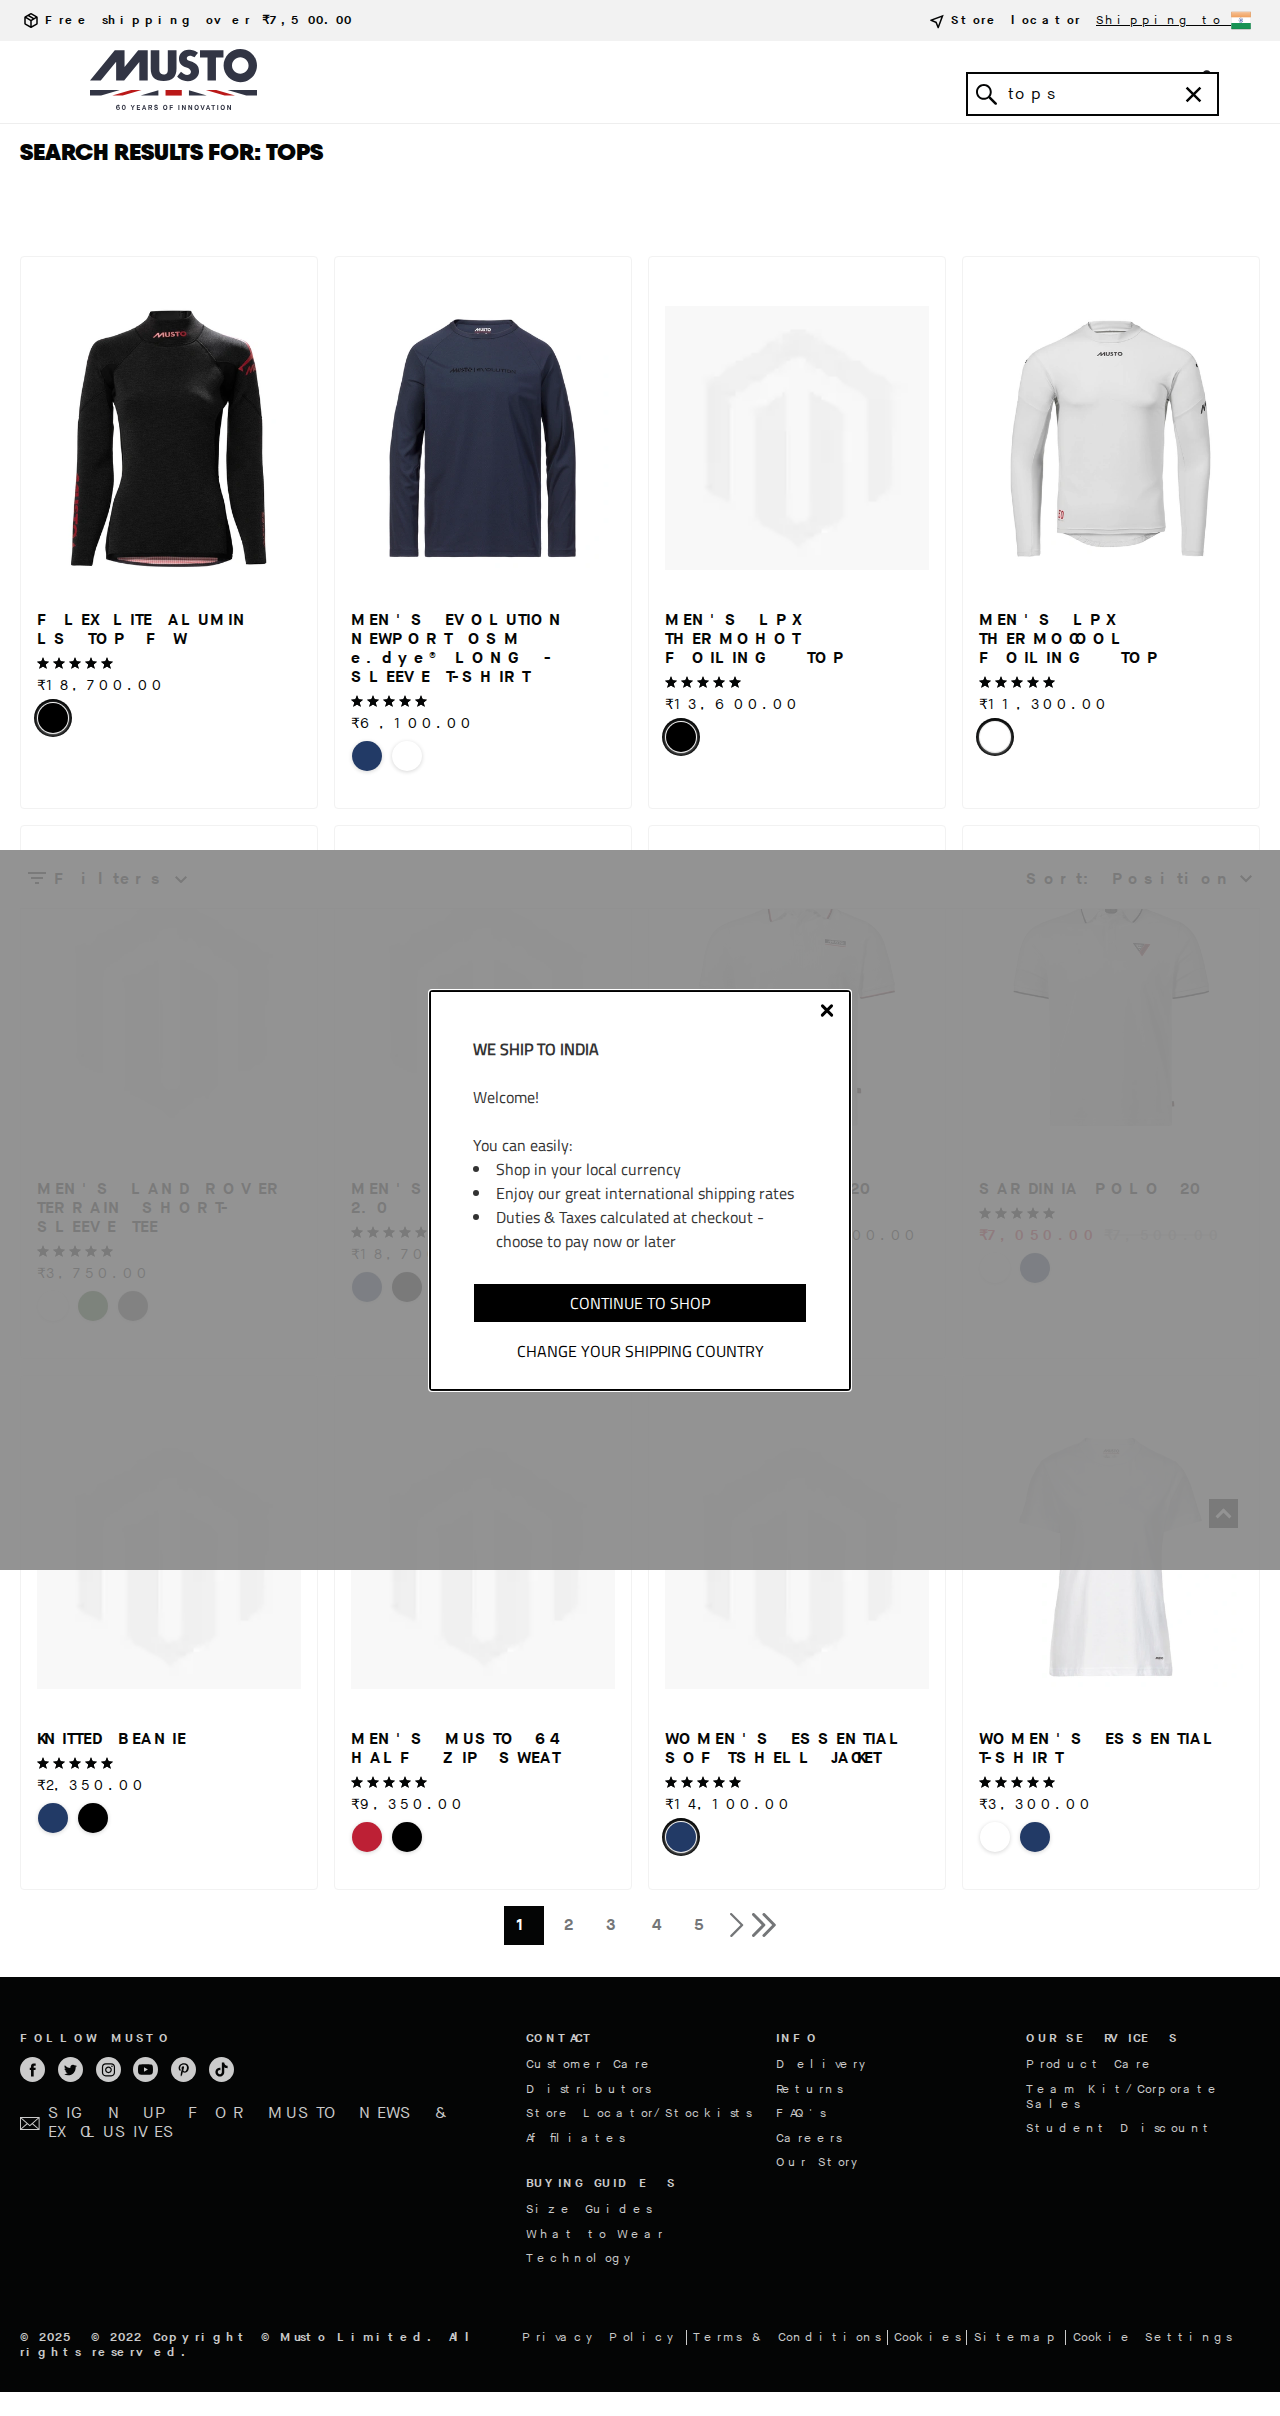 Free shipping over ₹7,500.00
Store locator
Shipping to
MUSTO
60 YEARS OF INNOVATION
tops
SEARCH RESULTS FOR: TOPS
MUSTO
MUSTO
MUSTO
FLEXLITE ALUMIN
LS TOP FW
₹18,700.00
MEN'S EVOLUTION
NEWPORT OSM
e.dye® LONG -
SLEEVE T-SHIRT
₹6,100.00
MEN'S LPX
THERMOHOT
FOILING TOP
₹13,600.00
MEN'S LPX
THERMOCOOL
FOILING TOP
₹11,300.00
Filters
Sort: Position
MEN'S LAND ROVER
TERRAIN SHORT-
SLEEVE TEE
₹3,750.00
MEN'S
2.0
₹18,70
20
00.00
SARDINIA POLO 20
₹7,050.00
WE SHIP TO INDIA
Welcome!
You can easily:
• Shop in your local currency
• Enjoy our great international shipping rates
• Duties & Taxes calculated at checkout -
choose to pay now or later
CONTINUE TO SHOP
CHANGE YOUR SHIPPING COUNTRY
KNITTED BEANIE
₹2,350.00
MEN'S MUSTO 64
HALF ZIP SWEAT
₹9,350.00
WOMEN'S ESSENTIAL
SOFTSHELL JACKET
₹14,100.00
WOMEN'S ESSENTIAL
T-SHIRT
₹3,300.00
1 2 3 4 5
FOLLOW MUSTO
SIGN UP FOR MUSTO NEWS &
EXCLUSIVES
CONTACT
Customer Care
Distributors
Store Locator/Stockists
Affiliates
BUYING GUIDES
Size Guides
What to Wear
Technology
INFO
Delivery
Returns
FAQ's
Careers
Our Story
OUR SERVICES
Product Care
Team Kit/Corporate
Sales
Student Discount
© 2025 © 2022 Copyright © Musto Limited. All
rights reserved.
Privacy Policy | Terms & Conditions | Cookies | Sitemap | Cookie Settings